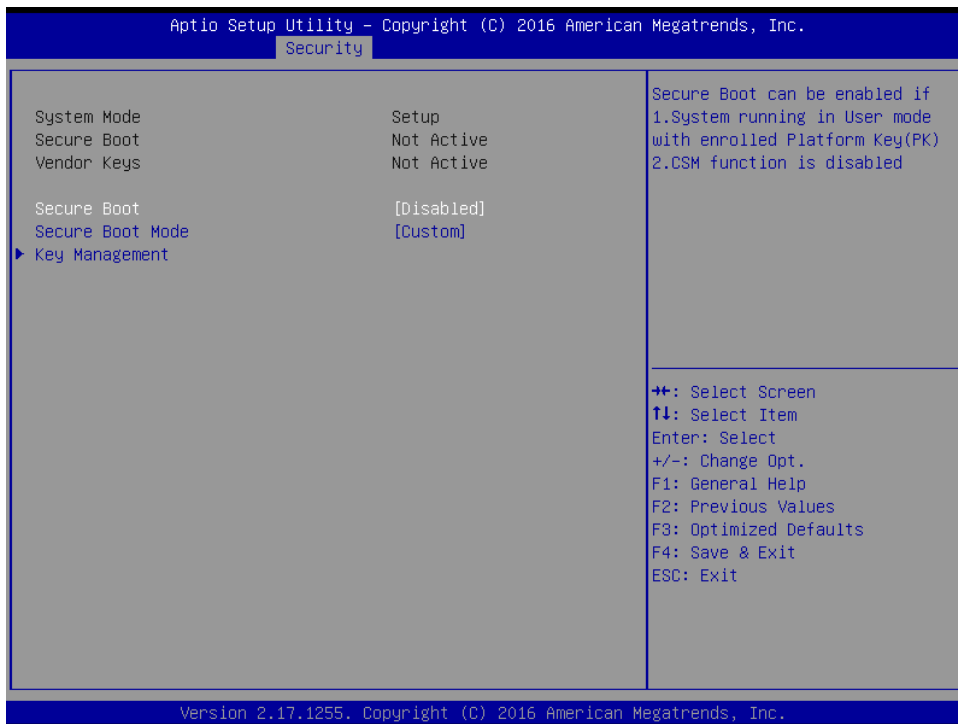 Aptio Setup Utility – Copyright (C) 2016 American Megatrends, Inc.
Security
System Mode Setup
Secure Boot Not Active
Vendor Keys Not Active
Secure Boot [Disabled]
Secure Boot Mode [Custom]
Key Management
Secure Boot can be enabled if
1.System running in User mode
with enrolled Platform Key(PK)
2.CSM function is disabled
→←: Select Screen
↑↓: Select Item
Enter: Select
+/-: Change Opt.
F1: General Help
F2: Previous Values
F3: Optimized Defaults
F4: Save & Exit
ESC: Exit
Version 2.17.1255. Copyright (C) 2016 American Megatrends, Inc.